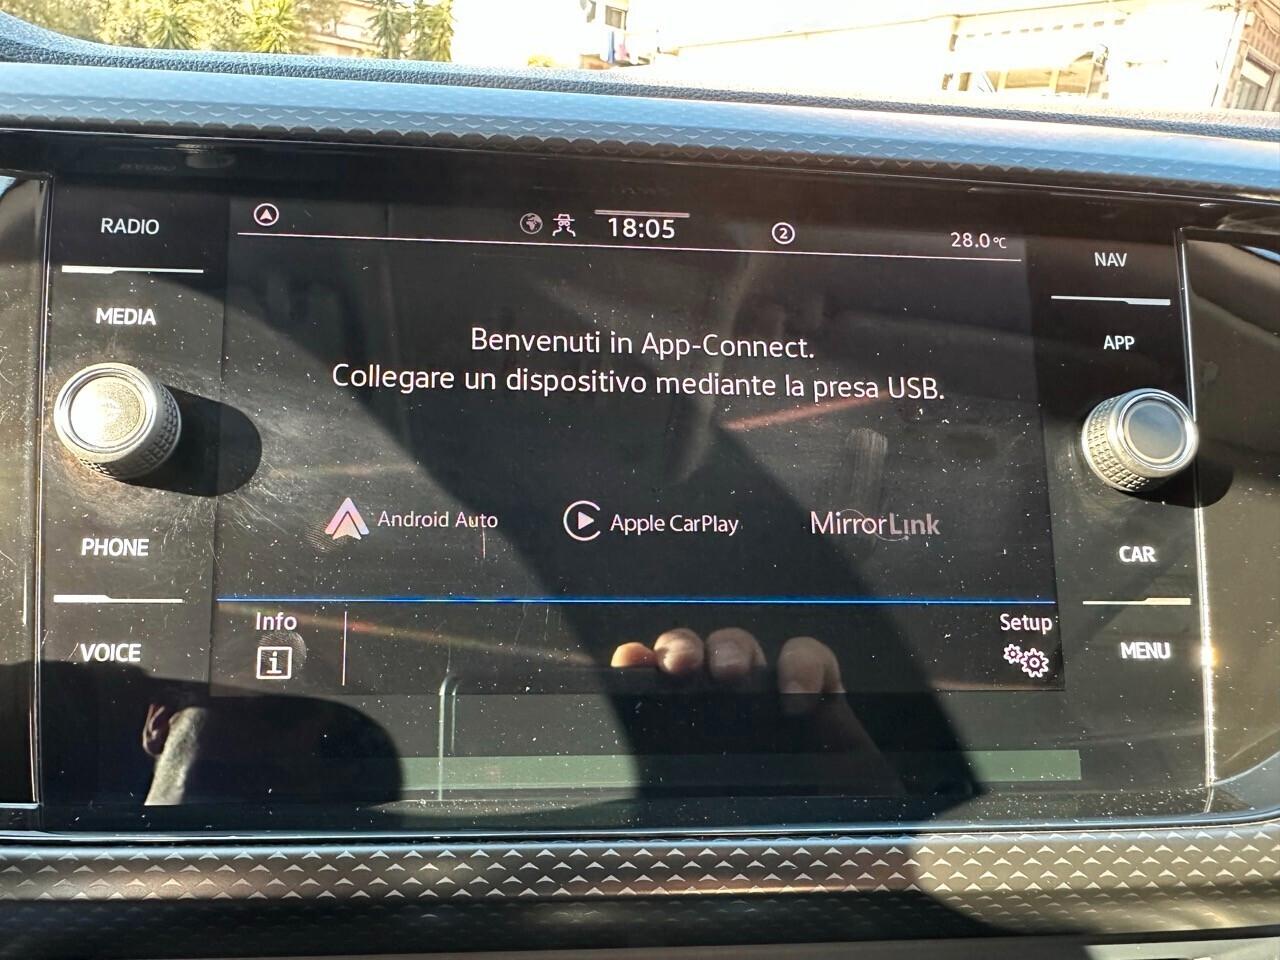 RADIO
MEDIA
PHONE
VOICE
18:05
2
28.0°C
Benvenuti in App-Connect.
Collegare un dispositivo mediante la presa USB.
Android Auto
Apple CarPlay
MirrorLink
Info
i
Setup
NAV
APP
CAR
MENU